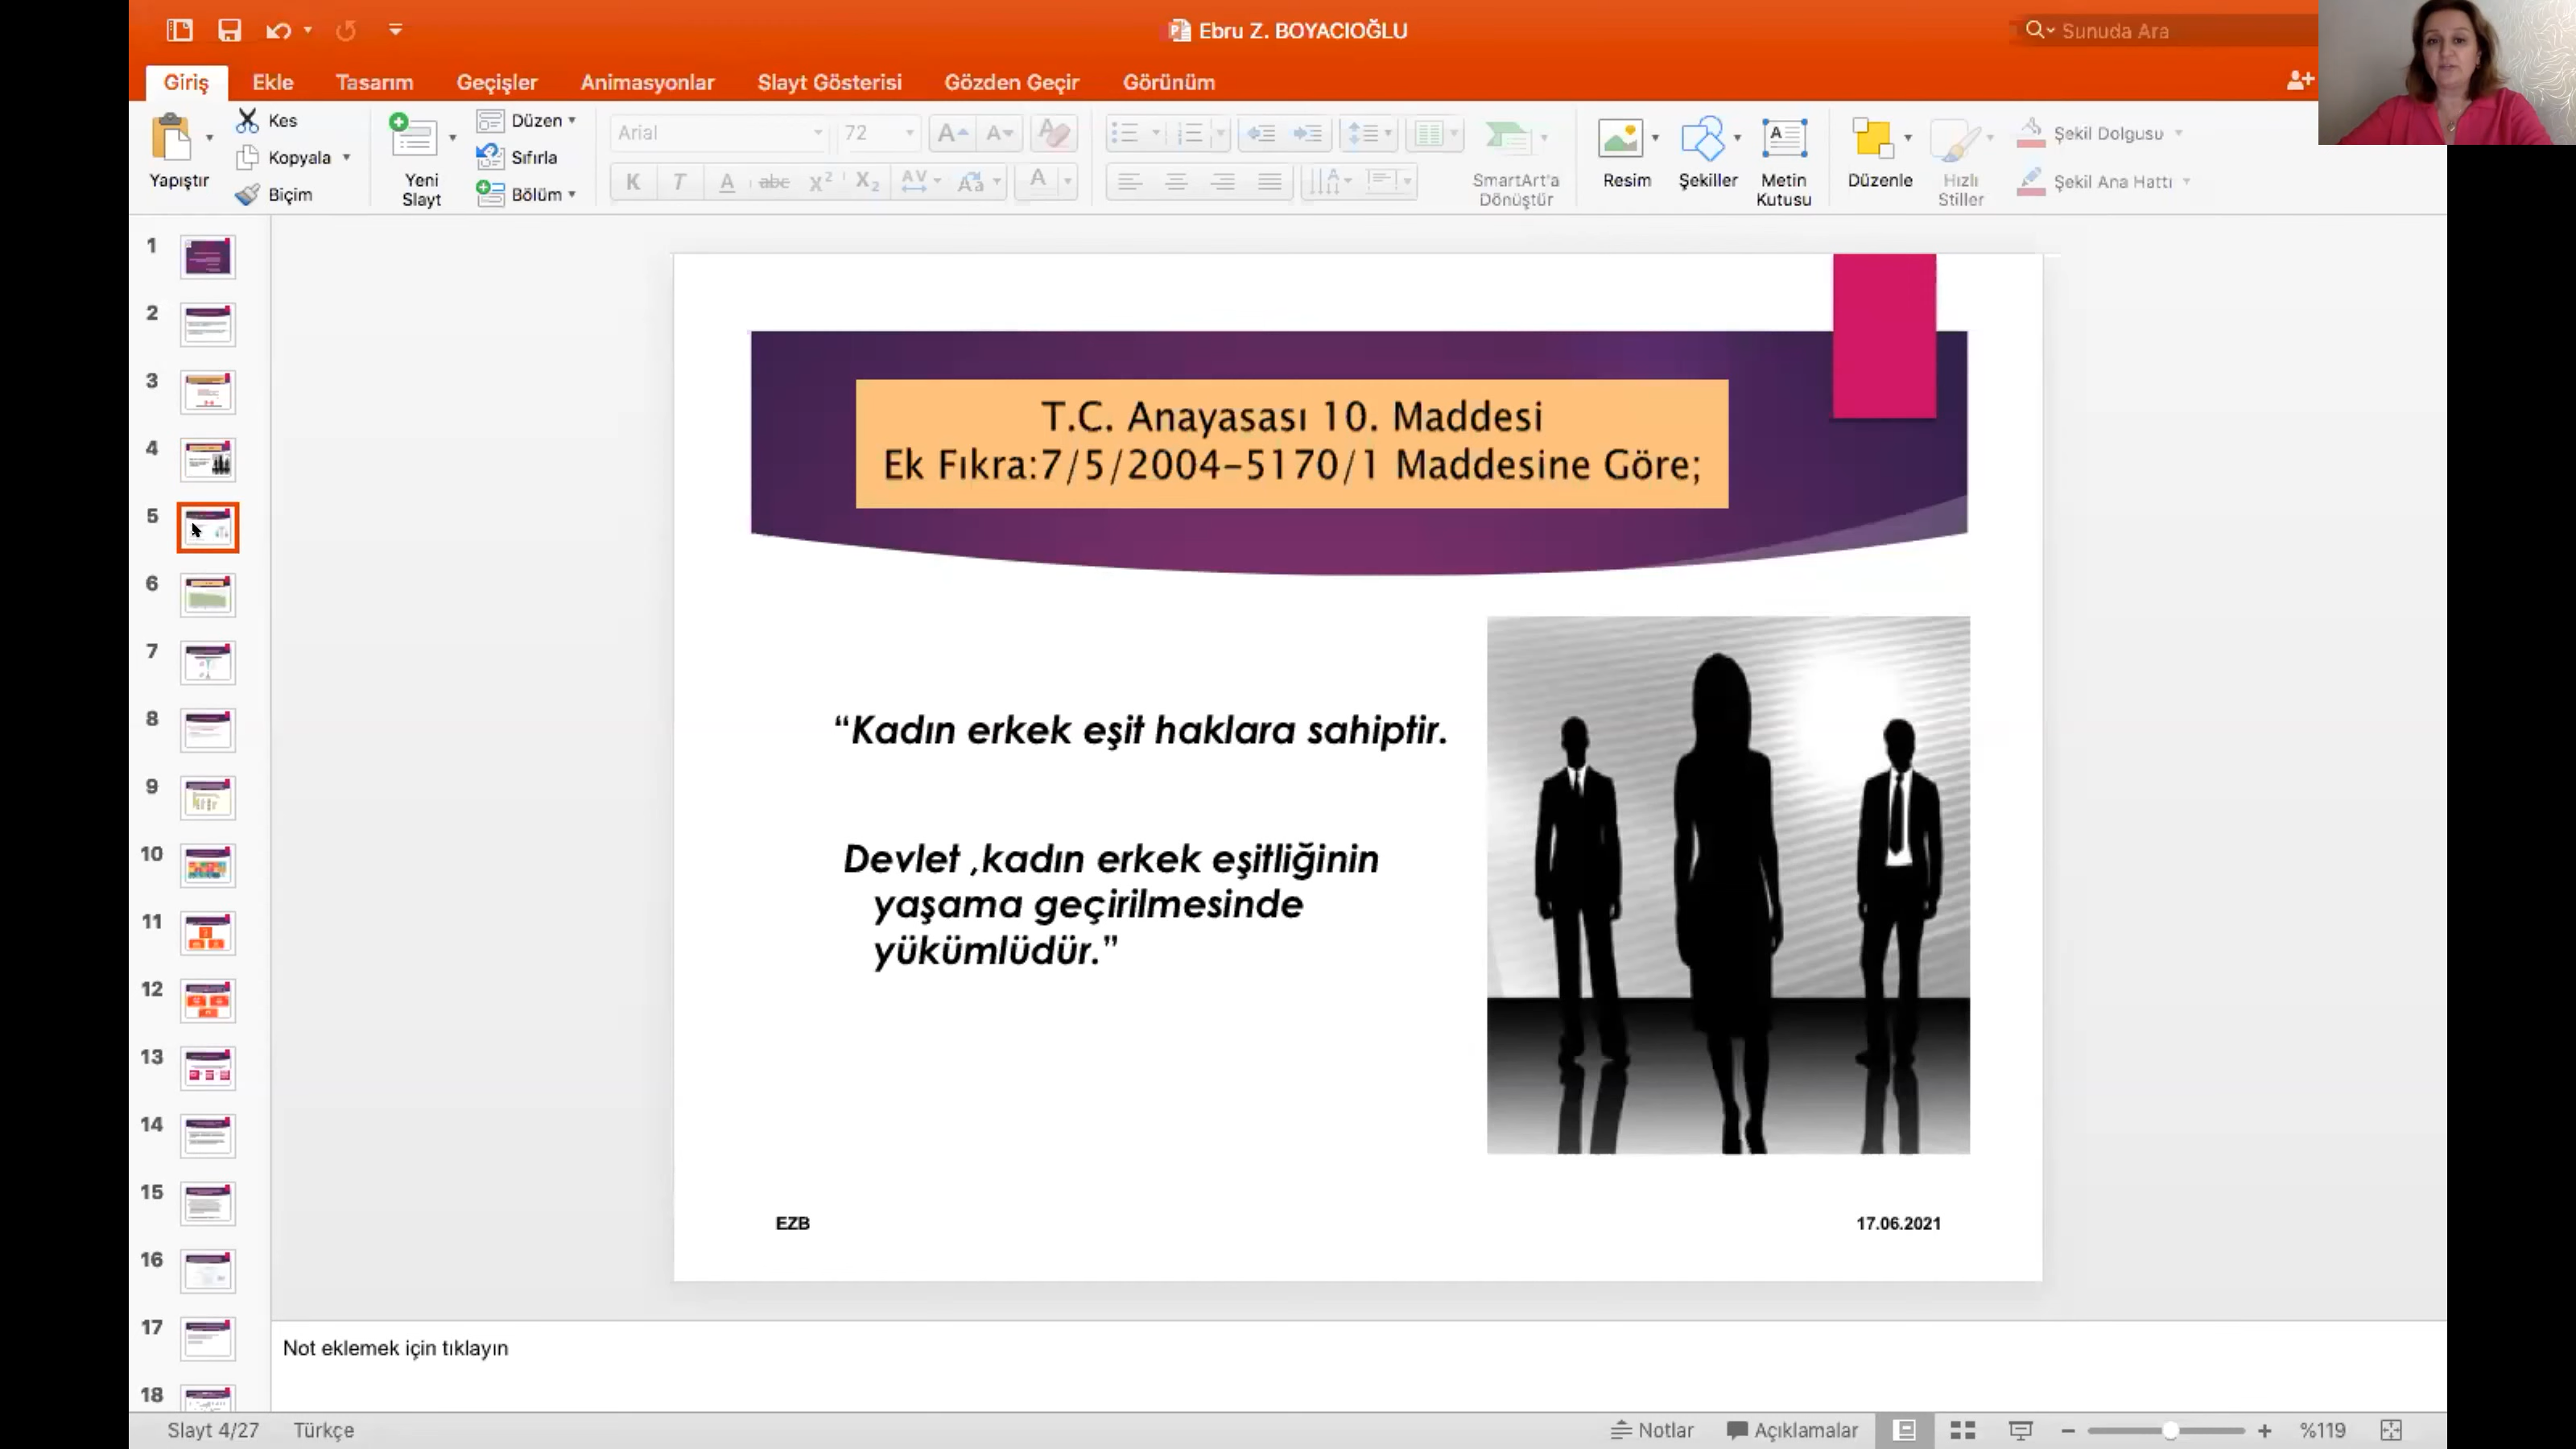 Ebru Z. BOYACIOĞLU
Sunuda Ara
Giriş
Ekle
Tasarım
Geçişler
Animasyonlar
Slayt Gösterisi
Gözden Geçir
Görünüm
Yapıştır
Kes
Kopyala
Biçim
Yeni
Slayt
Düzen
Sıfırla
Bölüm
Arial
72
K T A abc X² X₂ AV Aa A
SmartArt'a
Dönüştür
Resim
Şekiller
Metin
Kutusu
Düzenle
Hızlı
Stiller
Şekil Dolgusu
Şekil Ana Hattı
1
2
3
4
5
6
7
8
9
10
11
12
13
14
15
16
17
18
T.C. Anayasası 10. Maddesi
Ek Fıkra:7/5/2004-5170/1 Maddesine Göre;
“Kadın erkek eşit haklara sahiptir.
Devlet ,kadın erkek eşitliğinin
yaşama geçirilmesinde
yükümlüdür.”
EZB
17.06.2021
Not eklemek için tıklayın
Slayt 4/27
Türkçe
Notlar
Açıklamalar
%119